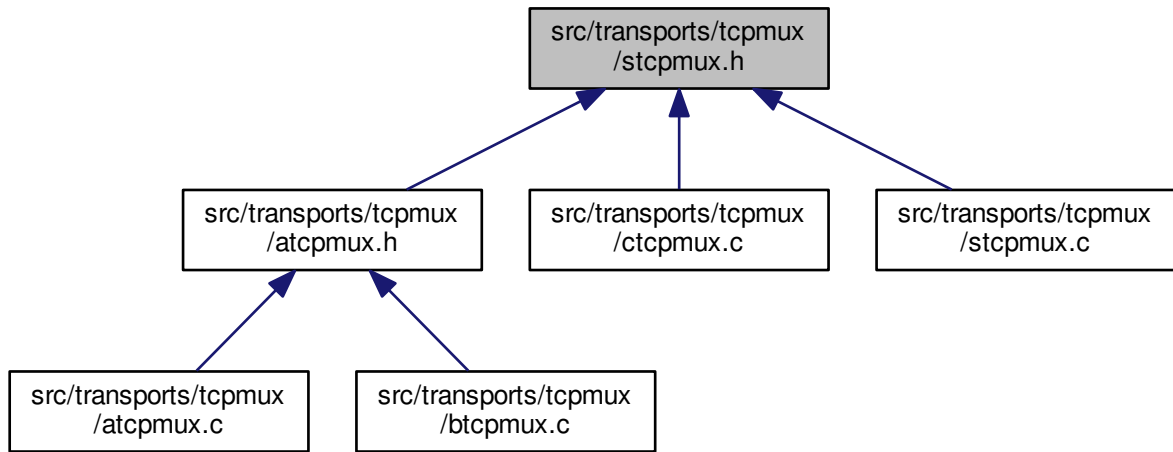 src/transports/tcpmux
/stcpmux.h
src/transports/tcpmux
/atcpmux.h
src/transports/tcpmux
/ctcpmux.c
src/transports/tcpmux
/stcpmux.c
src/transports/tcpmux
/atcpmux.c
src/transports/tcpmux
/btcpmux.c